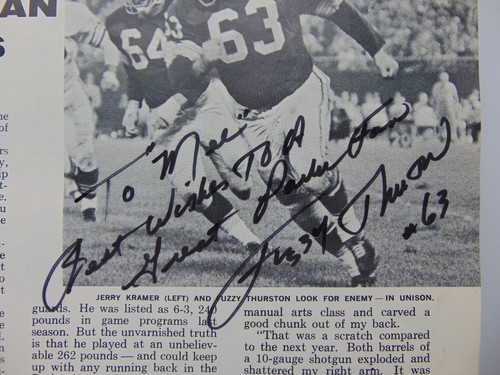 AN
S
64
63
To "Mel"
Best Wishes To A
Great Packer Fan
Fuzzy Thurston
#63
JERRY KRAMER (LEFT) AND FUZZY THURSTON LOOK FOR ENEMY — IN UNISON.
guards. He was listed as 6-3, 240
pounds in game programs last
season. But the unvarnished truth
is that he played at an unbeliev-
able 262 pounds — and could keep
up with any running back in the
manual arts class and carved a
good chunk out of my back.
"That was a scratch compared
to the next year. Both barrels of
a 10-gauge shotgun exploded and
shattered my right arm. It was